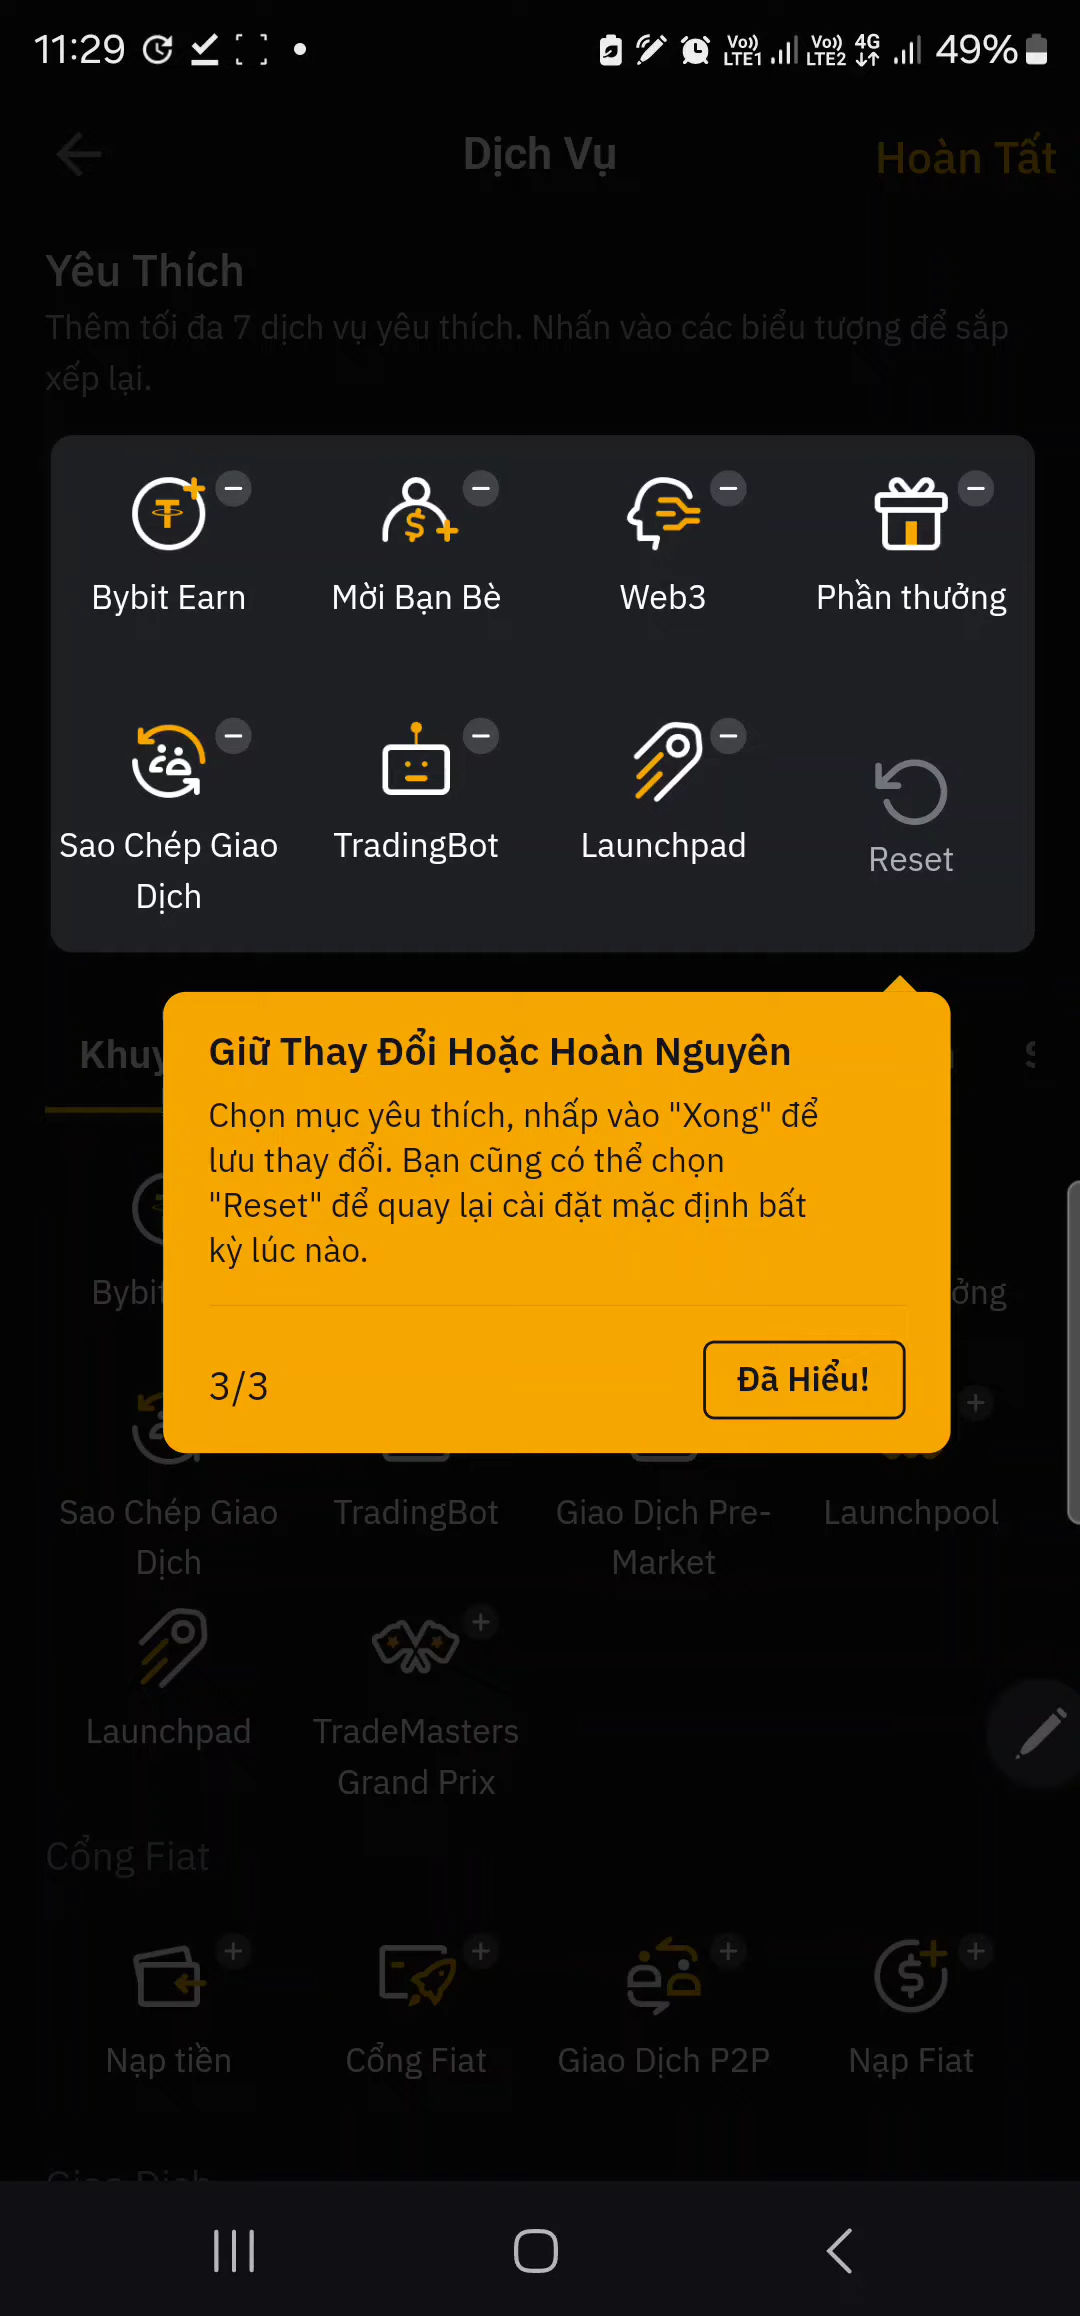 11:29
Vo)) LTE1 Vo)) LTE2 4G 49%
Dịch Vụ
Hoàn Tất
Yêu Thích
Thêm tối đa 7 dịch vụ yêu thích. Nhấn vào các biểu tượng để sắp
xếp lại.
Bybit Earn
Mời Bạn Bè
Web3
Phần thưởng
Sao Chép Giao
Dịch
TradingBot
Launchpad
Reset
Giữ Thay Đổi Hoặc Hoàn Nguyên
Chọn mục yêu thích, nhấp vào "Xong" để
lưu thay đổi. Bạn cũng có thể chọn
"Reset" để quay lại cài đặt mặc định bất
kỳ lúc nào.
3/3
Đã Hiểu!
Sao Chép Giao
Dịch
TradingBot
Giao Dịch Pre-
Market
Launchpool
Launchpad
TradeMasters
Grand Prix
Cổng Fiat
Nạp tiền
Cổng Fiat
Giao Dịch P2P
Nạp Fiat